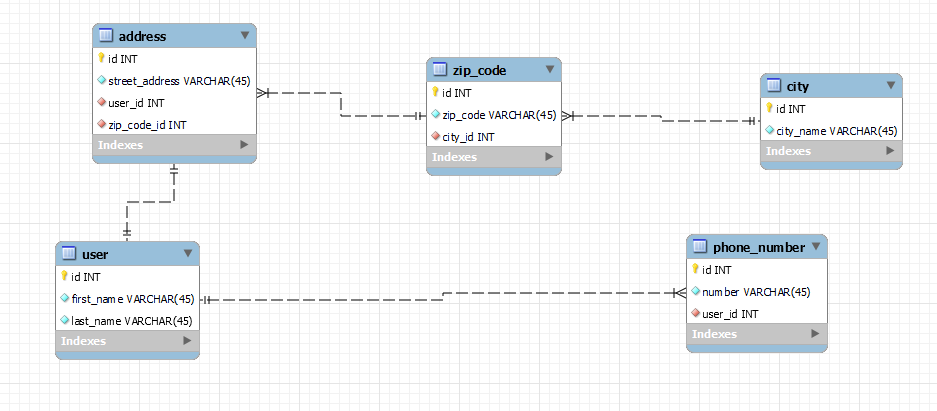 address
id INT
street_address VARCHAR(45)
user_id INT
zip_code_id INT
Indexes
zip_code
id INT
zip_code VARCHAR(45)
city_id INT
Indexes
city
id INT
city_name VARCHAR(45)
Indexes
user
id INT
first_name VARCHAR(45)
last_name VARCHAR(45)
Indexes
phone_number
id INT
number VARCHAR(45)
user_id INT
Indexes